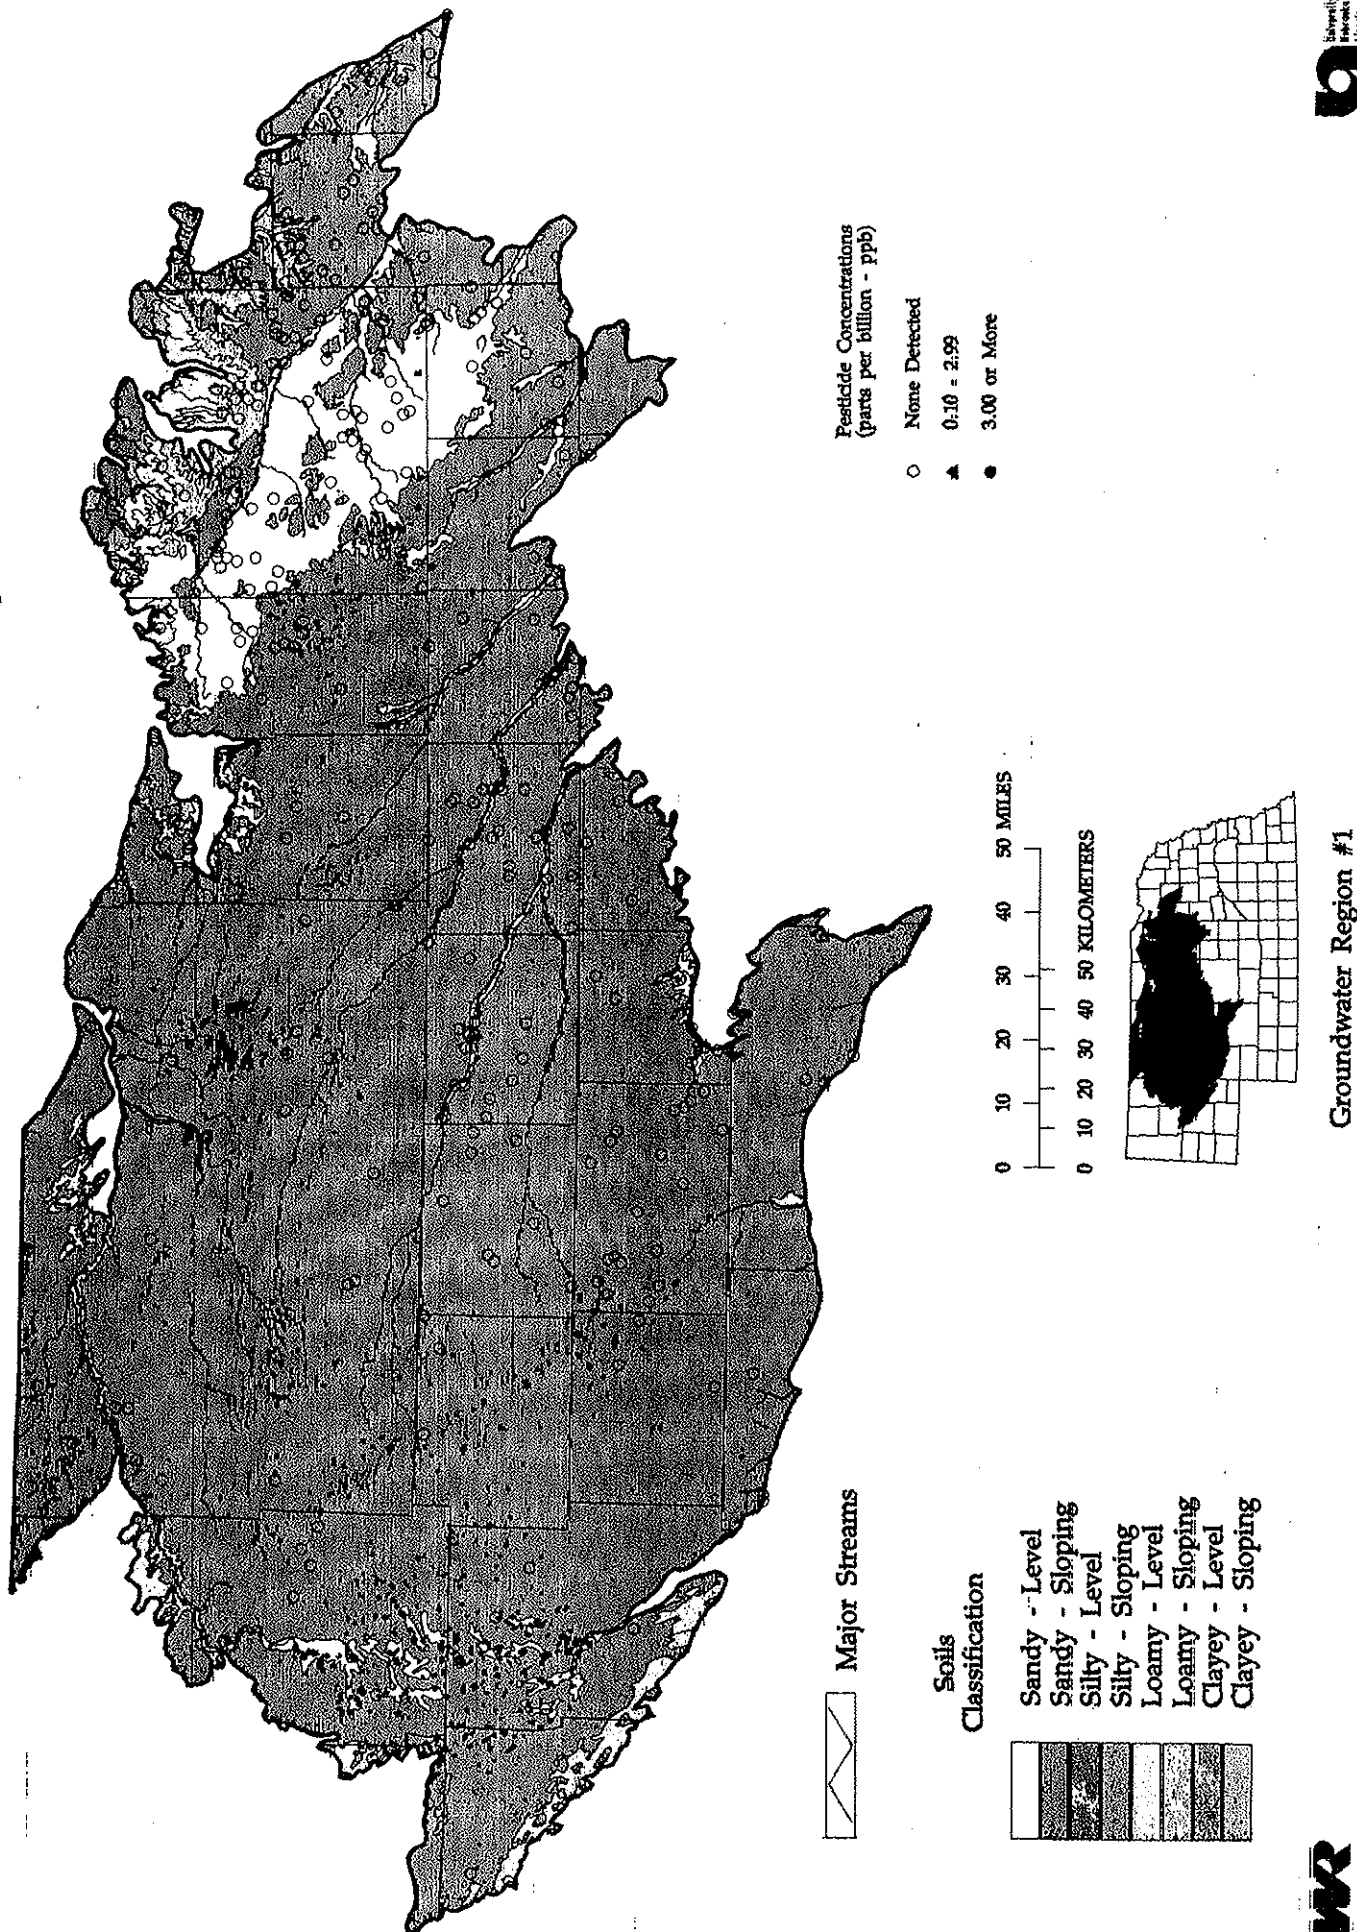 Pesticide Concentrations
(parts per billion - ppb)
None Detected
0.10 - 2.99
3.00 or More
0 10 20 30 40 50 MILES
0 10 20 30 40 50 KILOMETERS
Major Streams
Soils
Classification
Sandy - Level
Sandy - Sloping
Silty - Level
Silty - Sloping
Loamy - Level
Loamy - Sloping
Clayey - Level
Clayey - Sloping
Groundwater Region #1